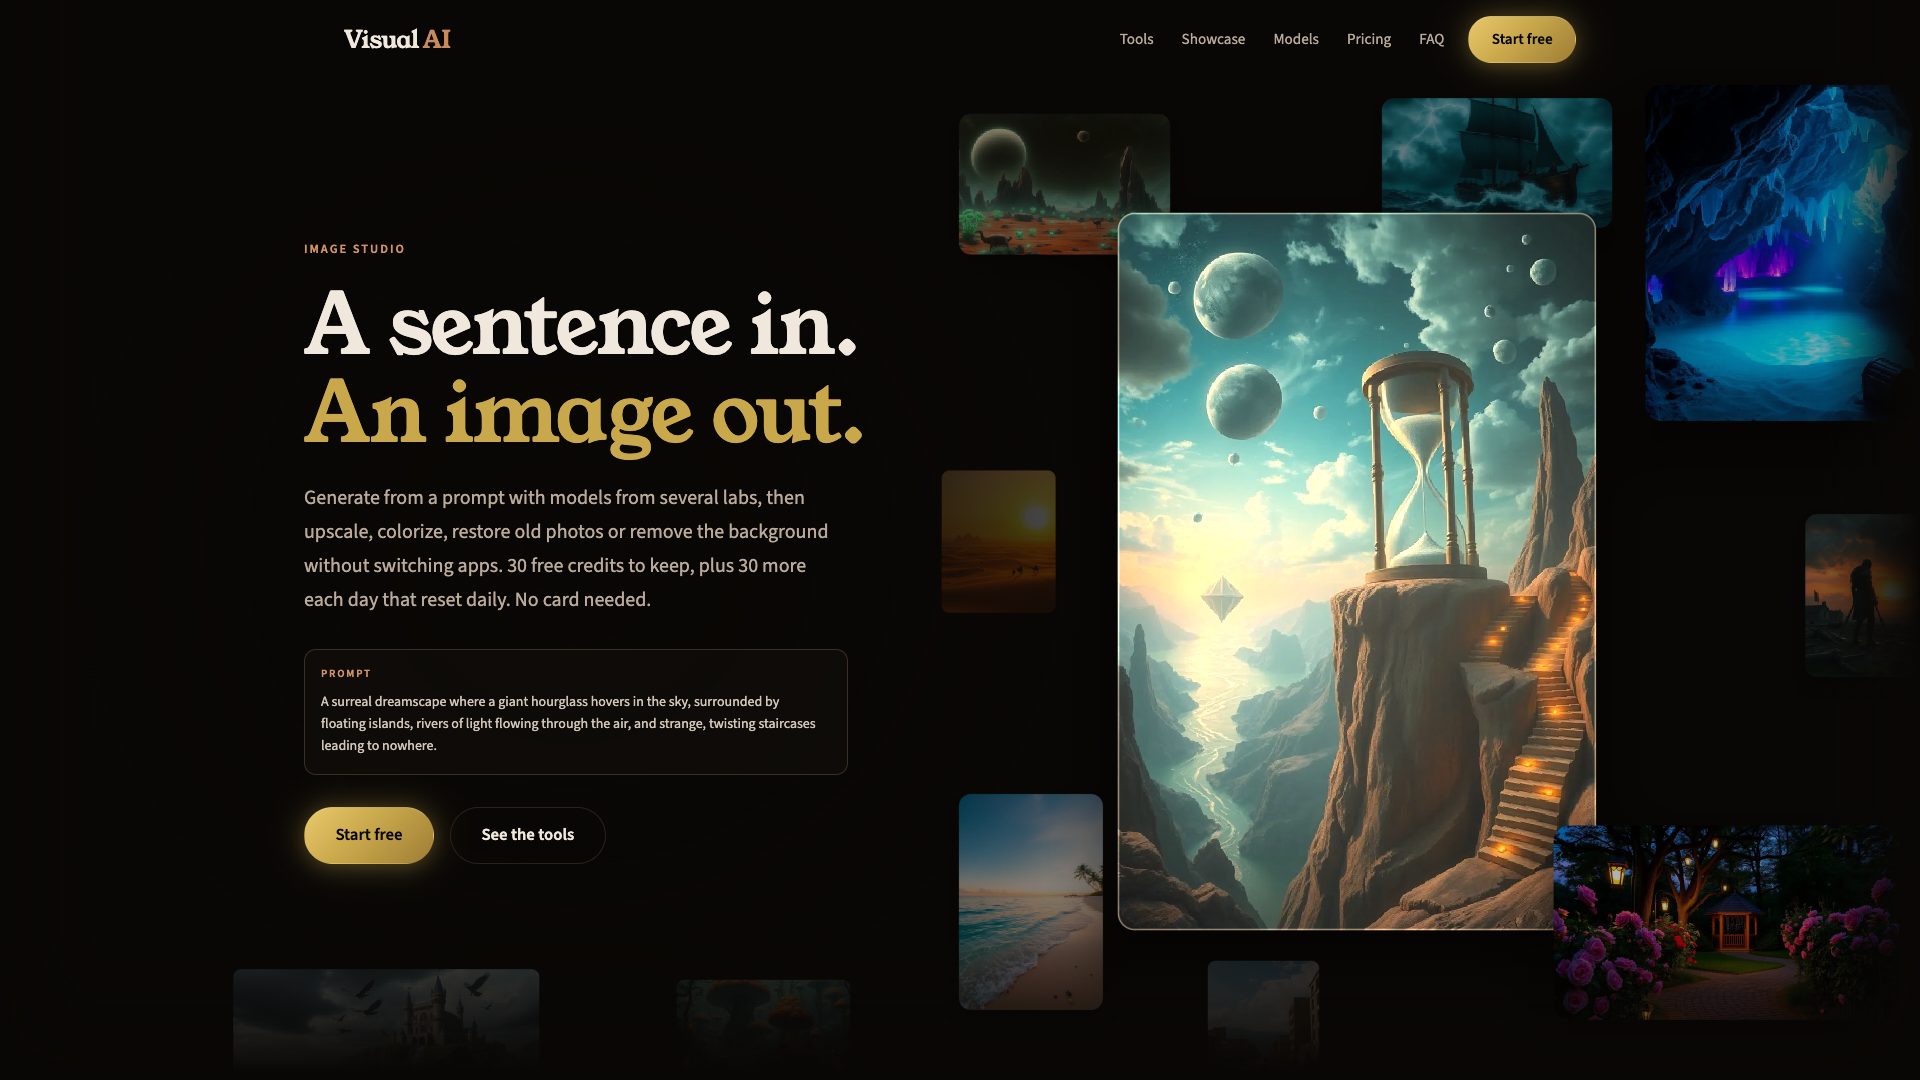 Visual AI
Tools
Showcase
Models
Pricing
FAQ
Start free
IMAGE STUDIO
A sentence in.
An image out.
Generate from a prompt with models from several labs, then
upscale, colorize, restore old photos or remove the background
without switching apps. 30 free credits to keep, plus 30 more
each day that reset daily. No card needed.
PROMPT
A surreal dreamscape where a giant hourglass hovers in the sky, surrounded by
floating islands, rivers of light flowing through the air, and strange, twisting staircases
leading to nowhere.
Start free
See the tools